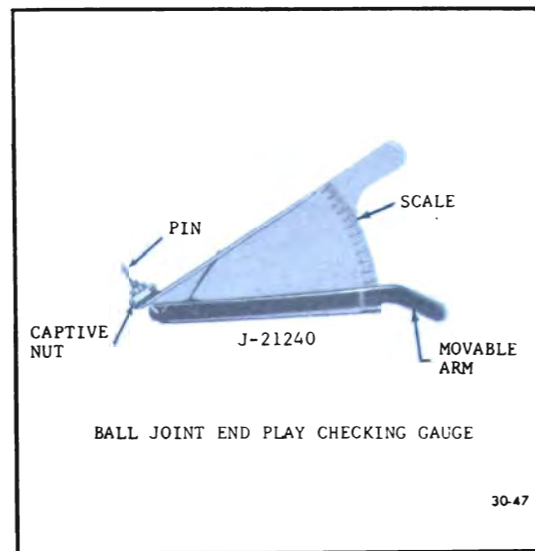 SCALE
PIN
CAPTIVE
NUT
J-21240
MOVABLE
ARM
BALL JOINT END PLAY CHECKING GAUGE
30-47